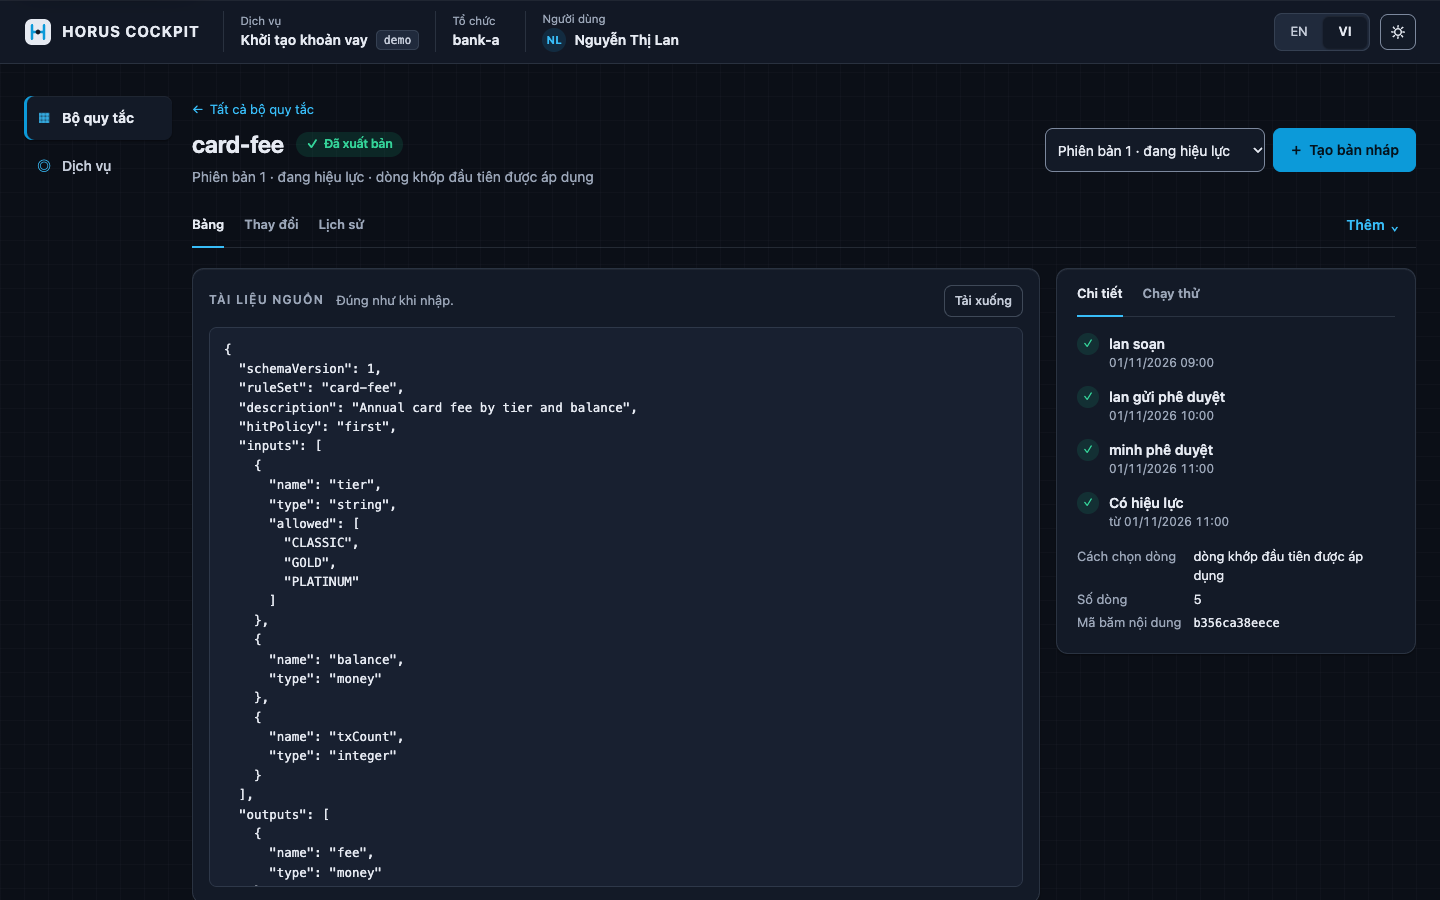 HORUS COCKPIT
Dịch vụ
Khởi tạo khoản vay demo
Tổ chức
bank-a
Người dùng
NL Nguyễn Thị Lan
EN VI
Bộ quy tắc
Dịch vụ
← Tất cả bộ quy tắc
card-fee ✓ Đã xuất bản
Phiên bản 1 · đang hiệu lực · dòng khớp đầu tiên được áp dụng
Phiên bản 1 · đang hiệu lực
+ Tạo bản nháp
Bảng Thay đổi Lịch sử
Thêm
TÀI LIỆU NGUỒN Đúng như khi nhập.
Tải xuống
{
"schemaVersion": 1,
"ruleSet": "card-fee",
"description": "Annual card fee by tier and balance",
"hitPolicy": "first",
"inputs": [
{
"name": "tier",
"type": "string",
"allowed": [
"CLASSIC",
"GOLD",
"PLATINUM"
]
},
{
"name": "balance",
"type": "money"
},
{
"name": "txCount",
"type": "integer"
}
],
"outputs": [
{
"name": "fee",
"type": "money"
Chi tiết Chạy thử
lan soạn
01/11/2026 09:00
lan gửi phê duyệt
01/11/2026 10:00
minh phê duyệt
01/11/2026 11:00
Có hiệu lực
từ 01/11/2026 11:00
Cách chọn dòng dòng khớp đầu tiên được áp
dụng
Số dòng 5
Mã băm nội dung b356ca38eece